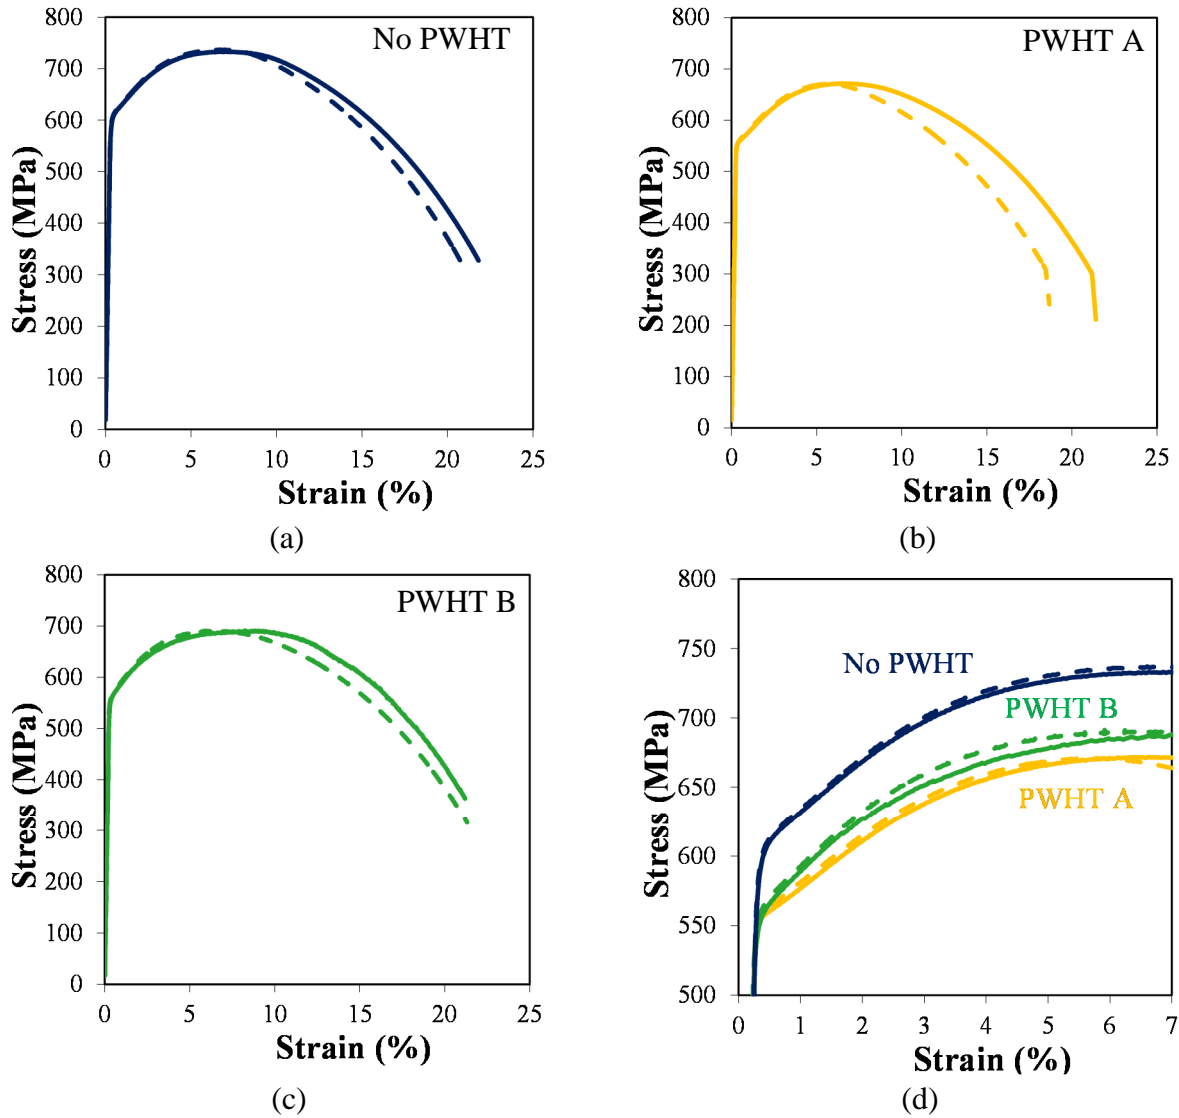 No PWHT
800
700
600
500
400
300
200
100
0
Stress (MPa)
0 5 10 15 20 25
Strain (%)
(a)
PWHT A
800
700
600
500
400
300
200
100
0
Stress (MPa)
0 5 10 15 20 25
Strain (%)
(b)
PWHT B
800
700
600
500
400
300
200
100
0
Stress (MPa)
0 5 10 15 20 25
Strain (%)
(c)
800
750
700
650
600
550
500
Stress (MPa)
No PWHT
PWHT B
PWHT A
0 1 2 3 4 5 6 7
Strain (%)
(d)